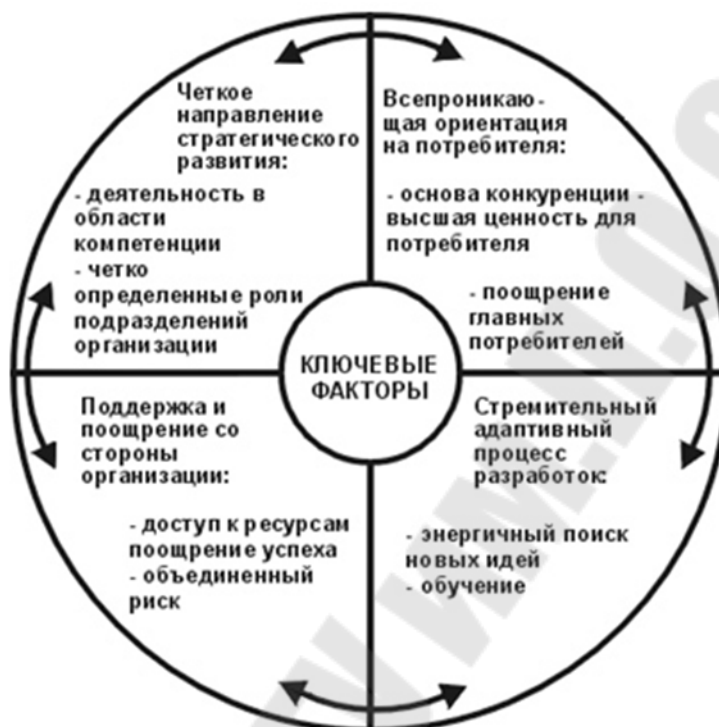 Четкое
направление
стратегического
развития:
- деятельность в
области
компетенции
- четко
определенные роли
подразделений
организации
Всепроникаю -
щая ориентация
на потребителя:
- основа конкуренции -
высшая ценность для
потребителя
- поощрение
главных
потребителей
КЛЮЧЕВЫЕ
ФАКТОРЫ
Поддержка и
поощрение со
стороны
организации:
- доступ к ресурсам
поощрение успеха
- объединенный
риск
Стремительный
адаптивный
процесс
разработок:
- энергичный поиск
новых идей
- обучение